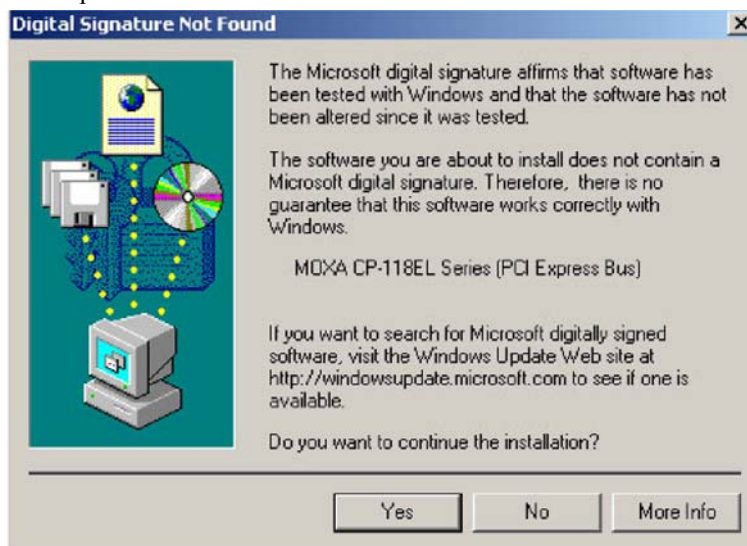 Digital Signature Not Found
The Microsoft digital signature affirms that software has
been tested with Windows and that the software has not
been altered since it was tested.
The software you are about to install does not contain a
Microsoft digital signature. Therefore, there is no
guarantee that this software works correctly with
Windows.
MOXA CP-118EL Series (PCI Express Bus)
If you want to search for Microsoft digitally signed
software, visit the Windows Update Web site at
http://windowsupdate.microsoft.com to see if one is
available.
Do you want to continue the installation?
Yes
No
More Info